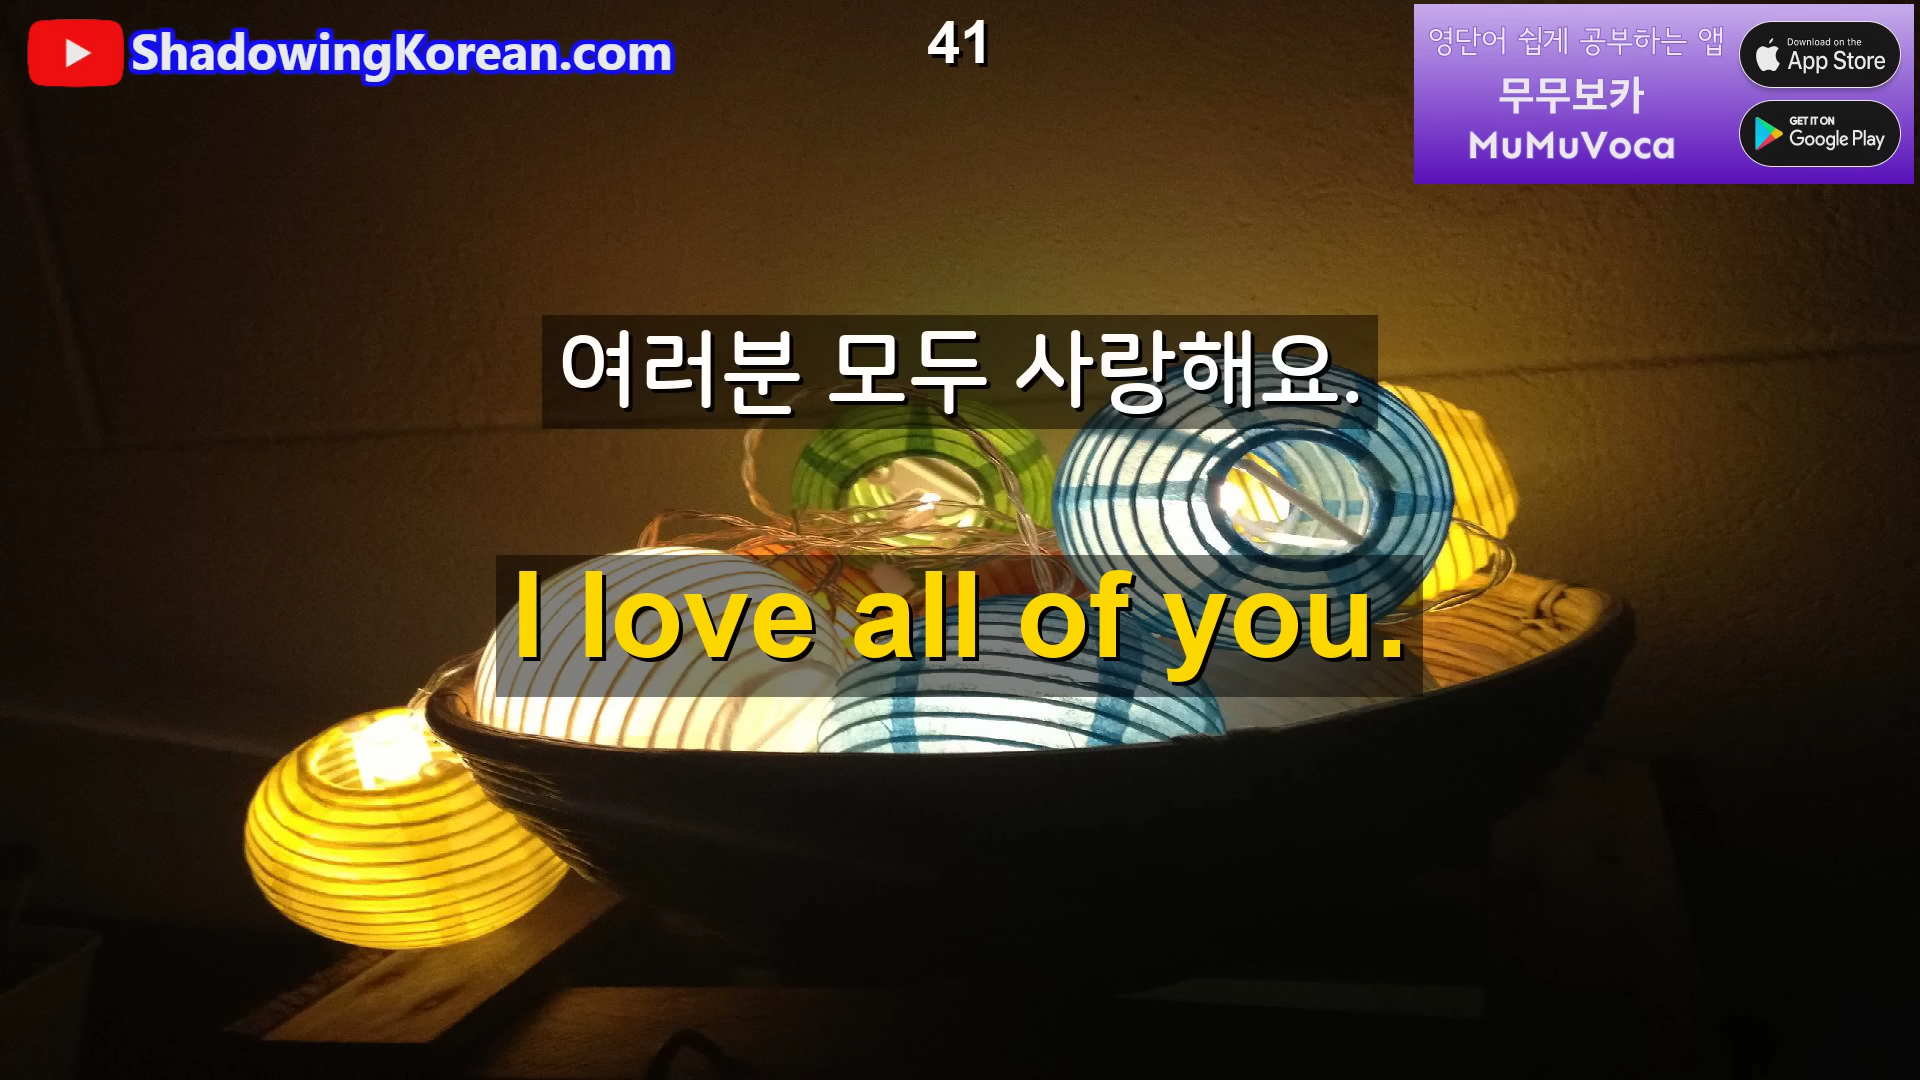 ShadowingKorean.com
41
영단어 쉽게 공부하는 앱
무무보카
MuMuVoca
Download on the
App Store
GET IT ON
Google Play
여러분 모두 사랑해요.
I love all of you.